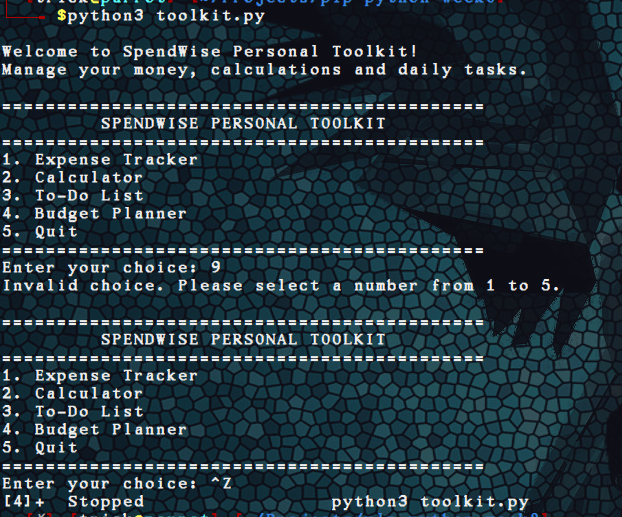 $python3 toolkit.py
Welcome to SpendWise Personal Toolkit!
Manage your money, calculations and daily tasks.
============================================
SPENDWISE PERSONAL TOOLKIT
============================================
1. Expense Tracker
2. Calculator
3. To-Do List
4. Budget Planner
5. Quit
============================================
Enter your choice: 9
Invalid choice. Please select a number from 1 to 5.
============================================
SPENDWISE PERSONAL TOOLKIT
============================================
1. Expense Tracker
2. Calculator
3. To-Do List
4. Budget Planner
5. Quit
============================================
Enter your choice: ^Z
[4]+ Stopped python3 toolkit.py